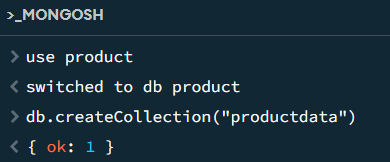 >_MONGOSH
> use product
< switched to db product
> db.createCollection("productdata")
< { ok: 1 }